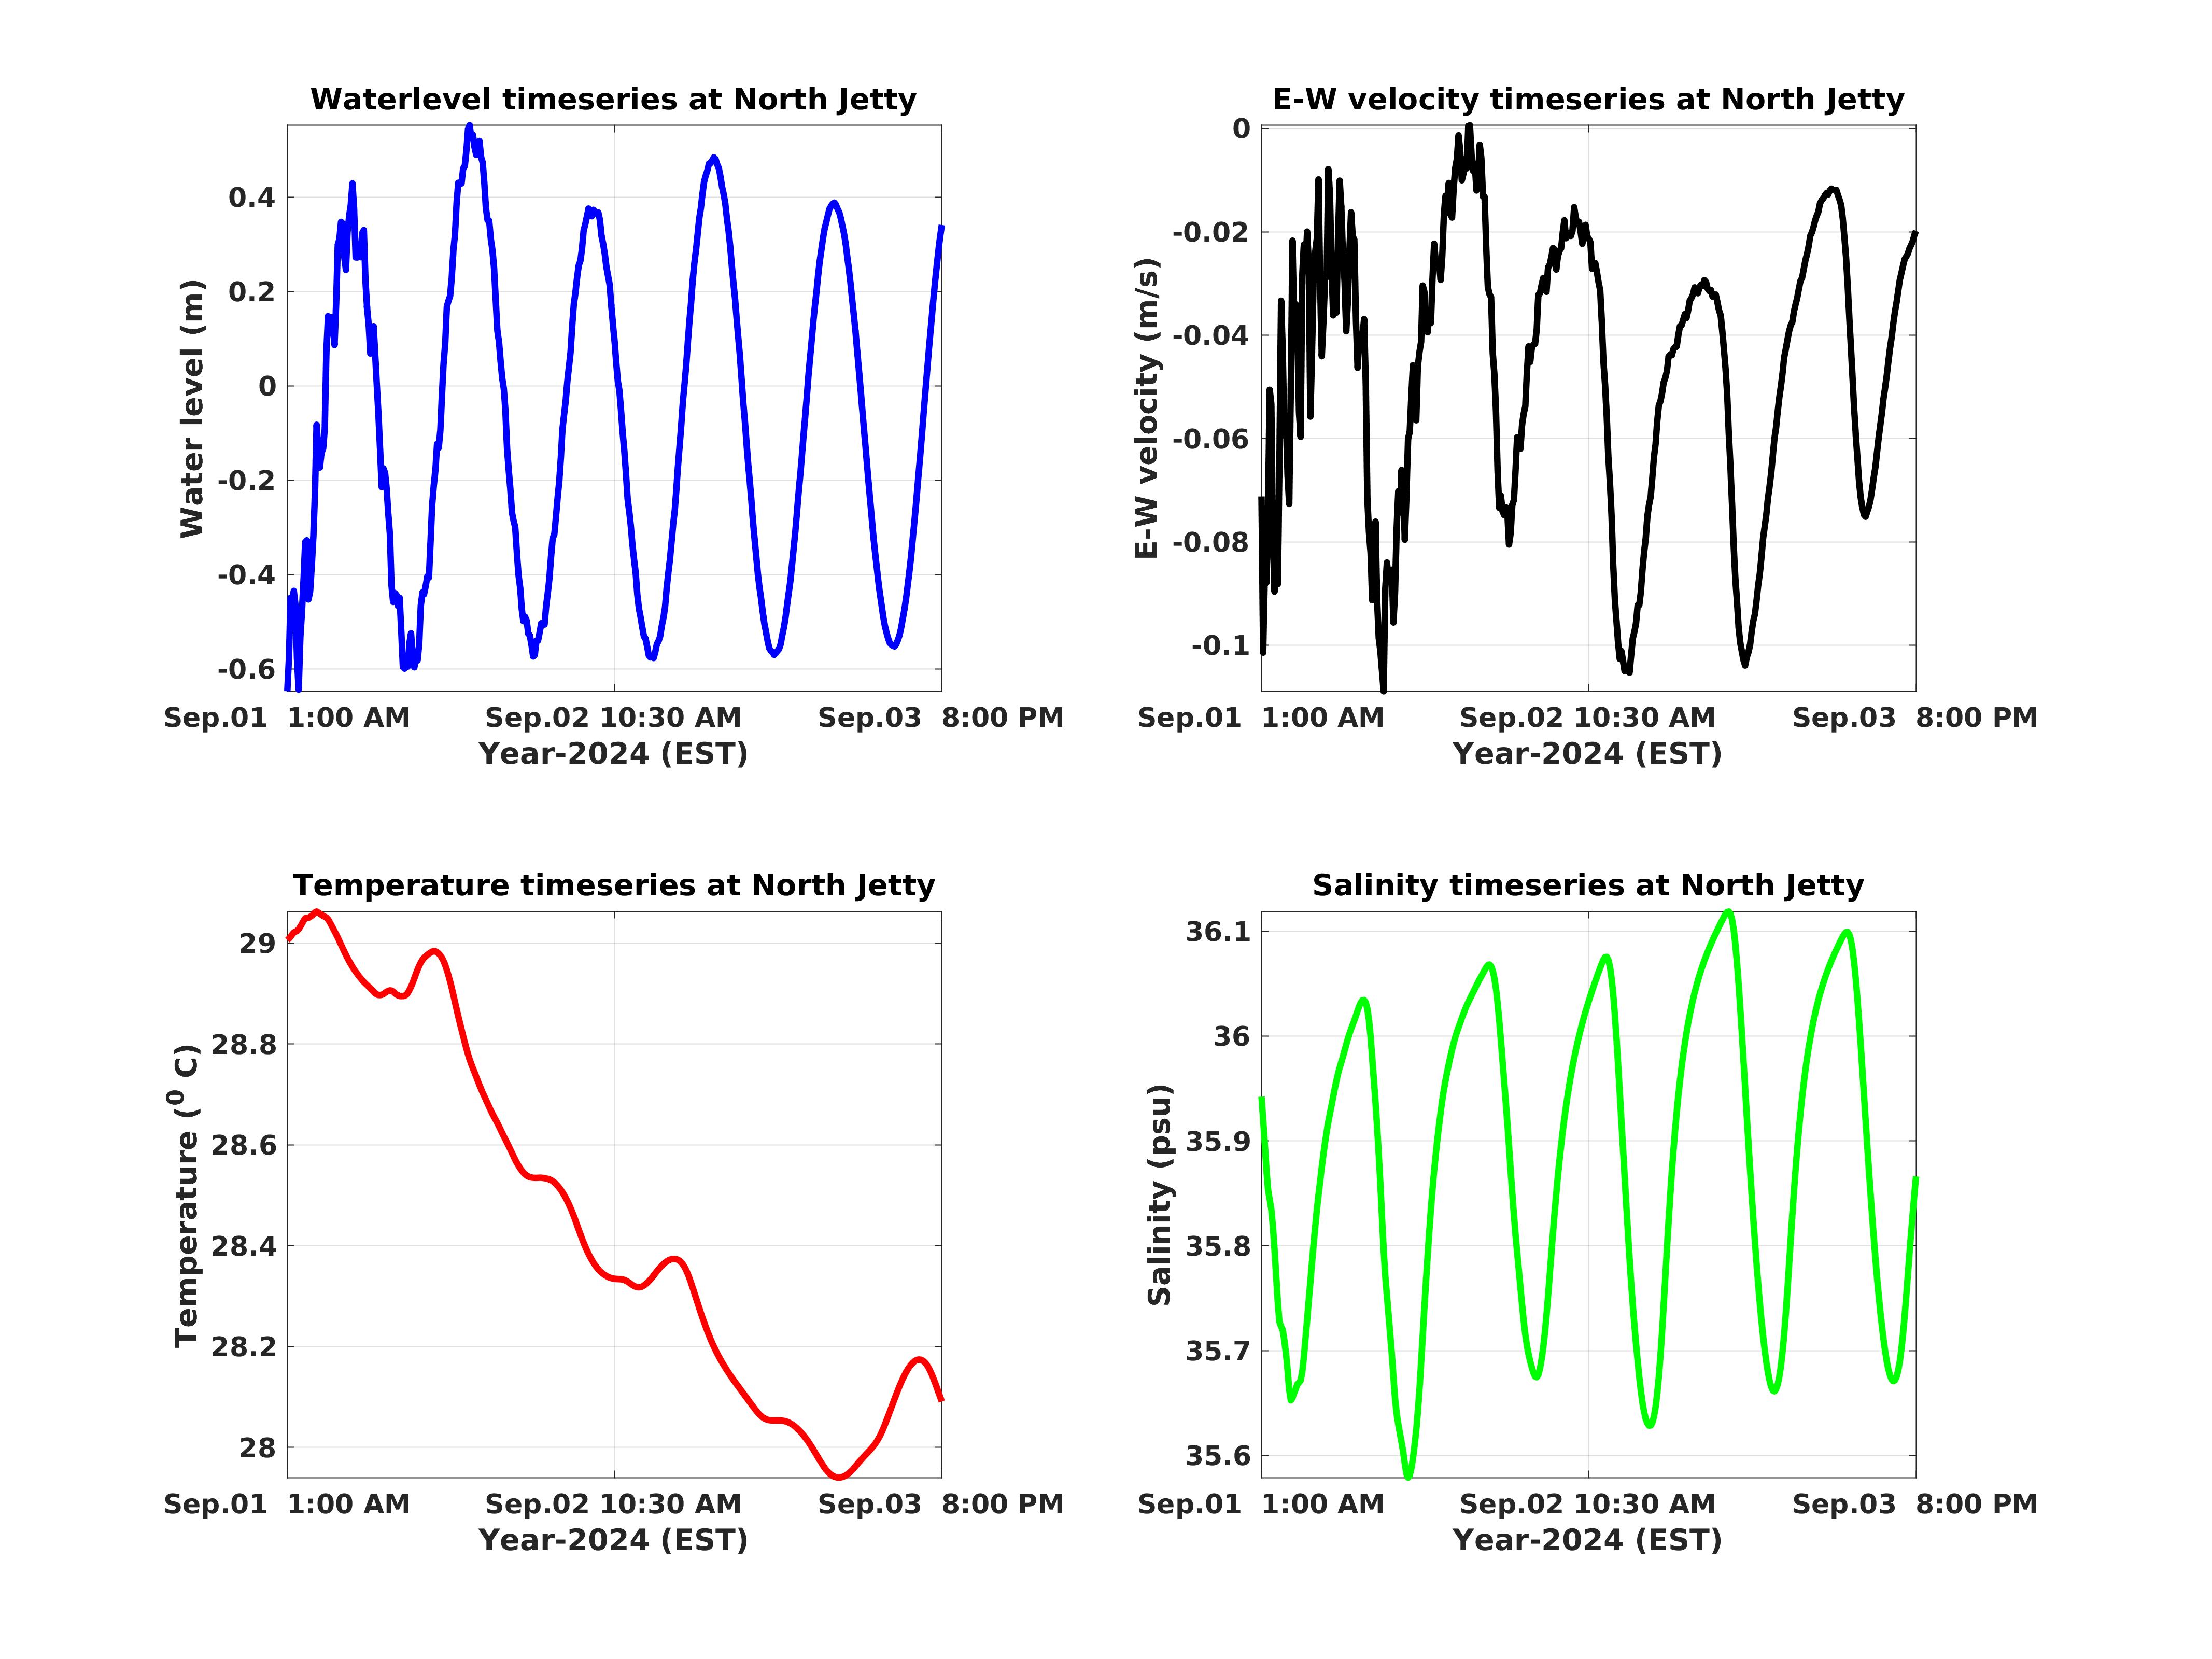 Waterlevel timeseries at North Jetty
Water level (m)
0.4
0.2
0
-0.2
-0.4
-0.6
Sep.01 1:00 AM Sep.02 10:30 AM Sep.03 8:00 PM
Year-2024 (EST)
E-W velocity timeseries at North Jetty
E-W velocity (m/s)
0
-0.02
-0.04
-0.06
-0.08
-0.1
Sep.01 1:00 AM Sep.02 10:30 AM Sep.03 8:00 PM
Year-2024 (EST)
Temperature timeseries at North Jetty
Temperature (⁰ C)
29
28.8
28.6
28.4
28.2
28
Sep.01 1:00 AM Sep.02 10:30 AM Sep.03 8:00 PM
Year-2024 (EST)
Salinity timeseries at North Jetty
Salinity (psu)
36.1
36
35.9
35.8
35.7
35.6
Sep.01 1:00 AM Sep.02 10:30 AM Sep.03 8:00 PM
Year-2024 (EST)